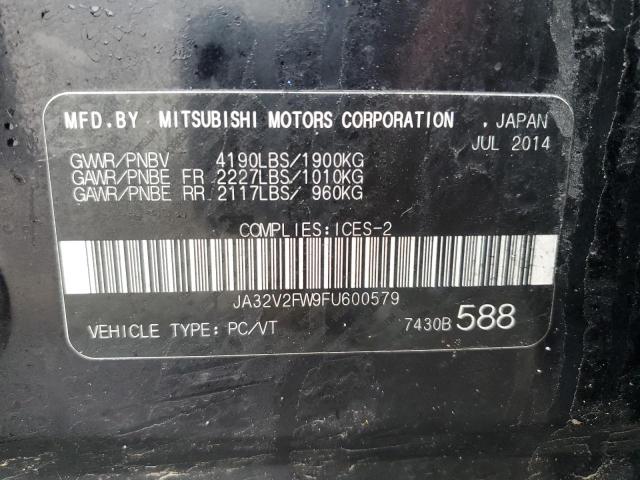 MFD.BY MITSUBISHI MOTORS CORPORATION , JAPAN
JUL 2014
GVWR/PNBV 4190LBS/1900KG
GAWR/PNBE FR 2227LBS/1010KG
GAWR/PNBE RR 2117LBS/ 960KG
COMPLIES:ICES-2
JA32V2FW9FU600579
VEHICLE TYPE:PC/VT 7430B 588